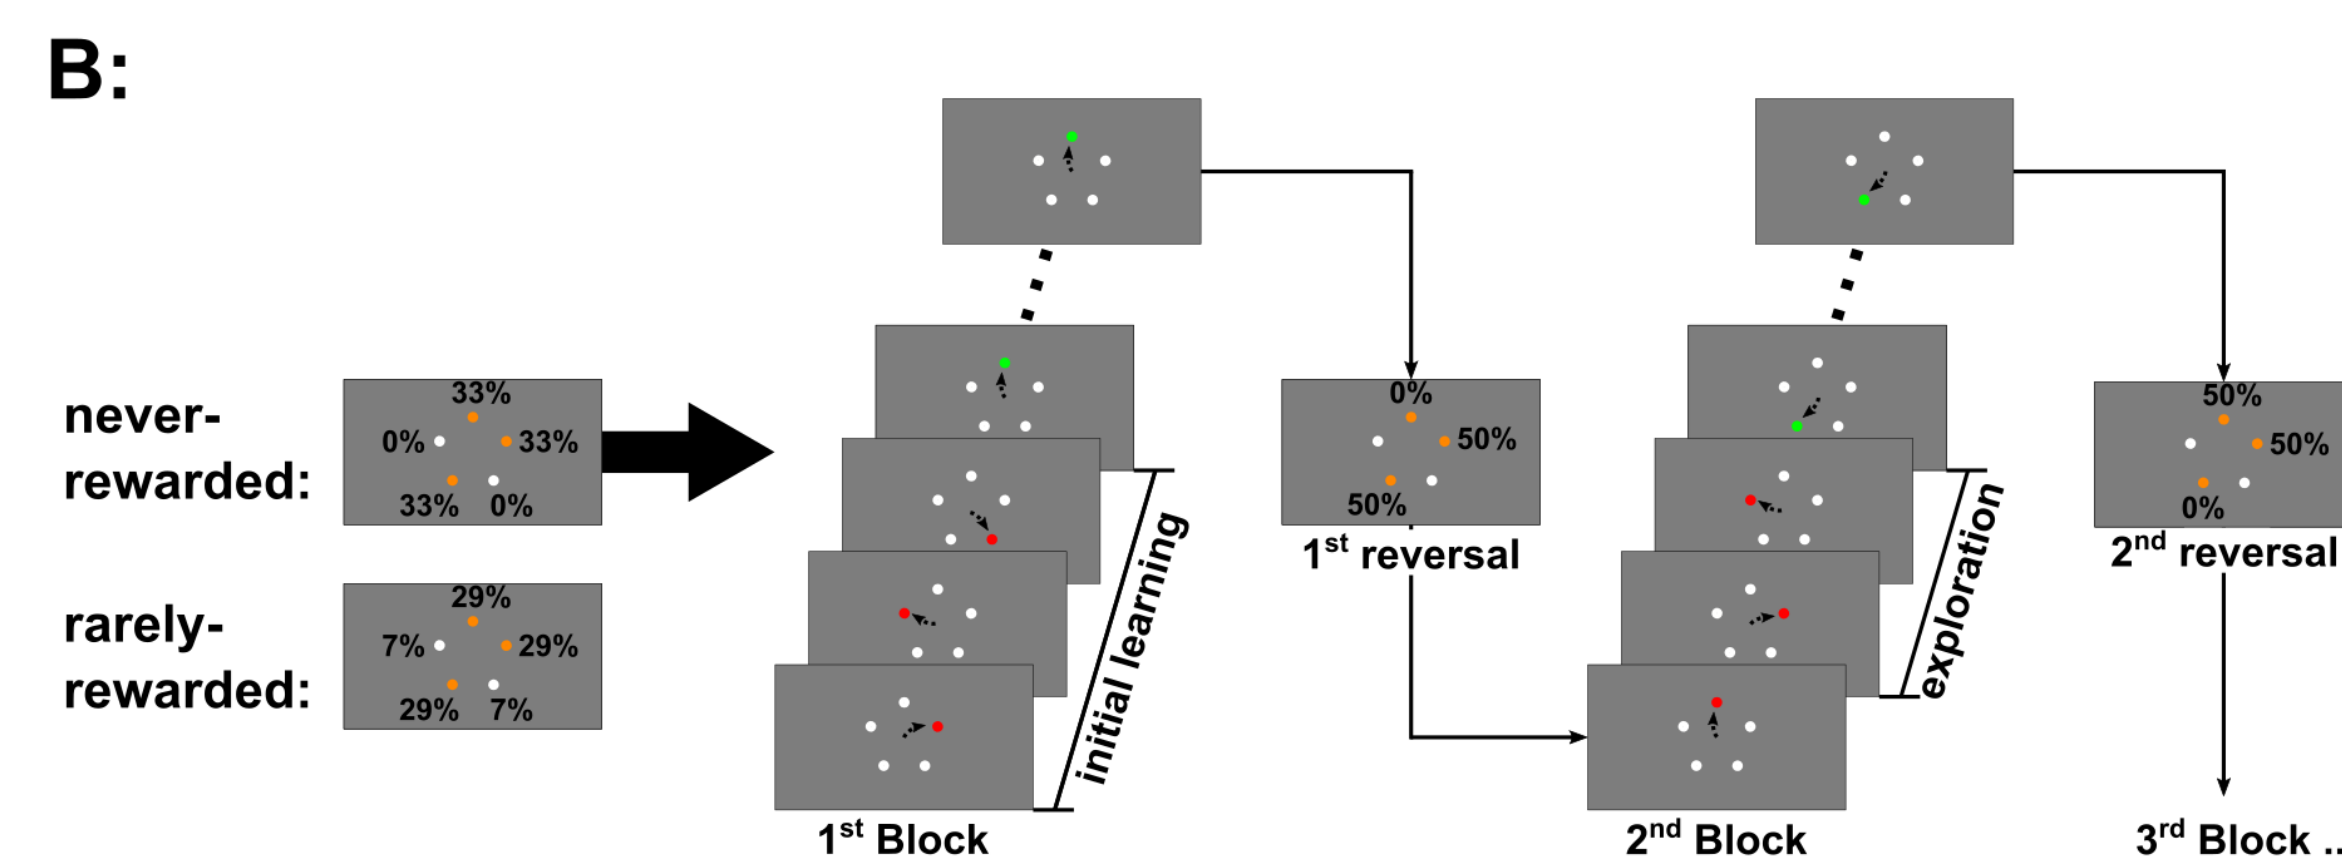 B:
never-
rewarded:
33%
0%
33%
33%
0%
rarely-
rewarded:
29%
7%
29%
29%
7%
initial learning
1st Block
0%
50%
50%
1st reversal
exploration
2nd Block
50%
50%
0%
2nd reversal
3rd Block ..